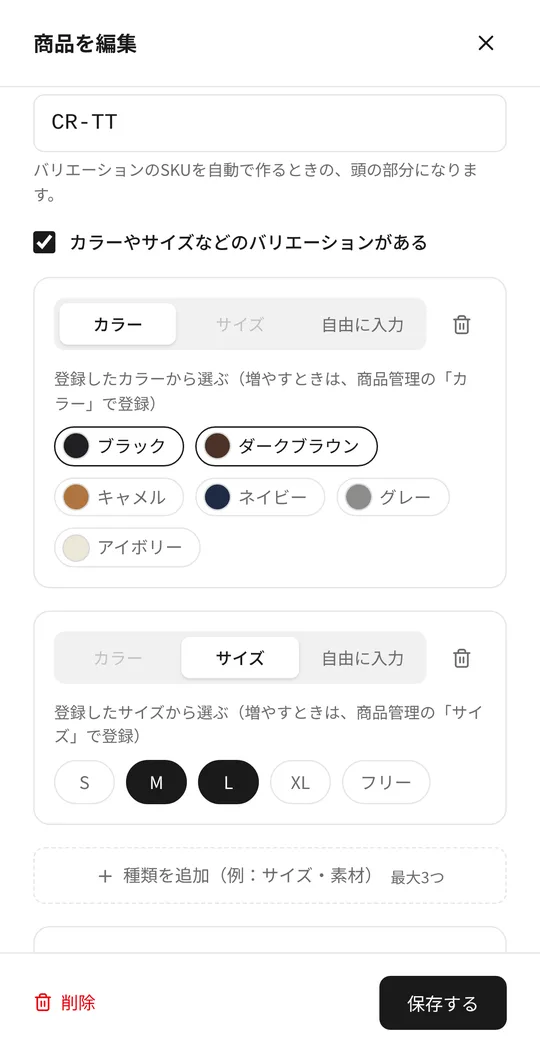 商品を編集
CR-TT
バリエーションのSKUを自動で作るときの、頭の部分になりま
す。
カラーやサイズなどのバリエーションがある
カラー サイズ 自由に入力
登録したカラーから選ぶ（増やすときは、商品管理の「カ
ラー」で登録）
ブラック ダークブラウン
キャメル ネイビー グレー
アイボリー
カラー サイズ 自由に入力
登録したサイズから選ぶ（増やすときは、商品管理の「サイ
ズ」で登録）
S M L XL フリー
＋ 種類を追加（例：サイズ・素材） 最大3つ
削除 保存する